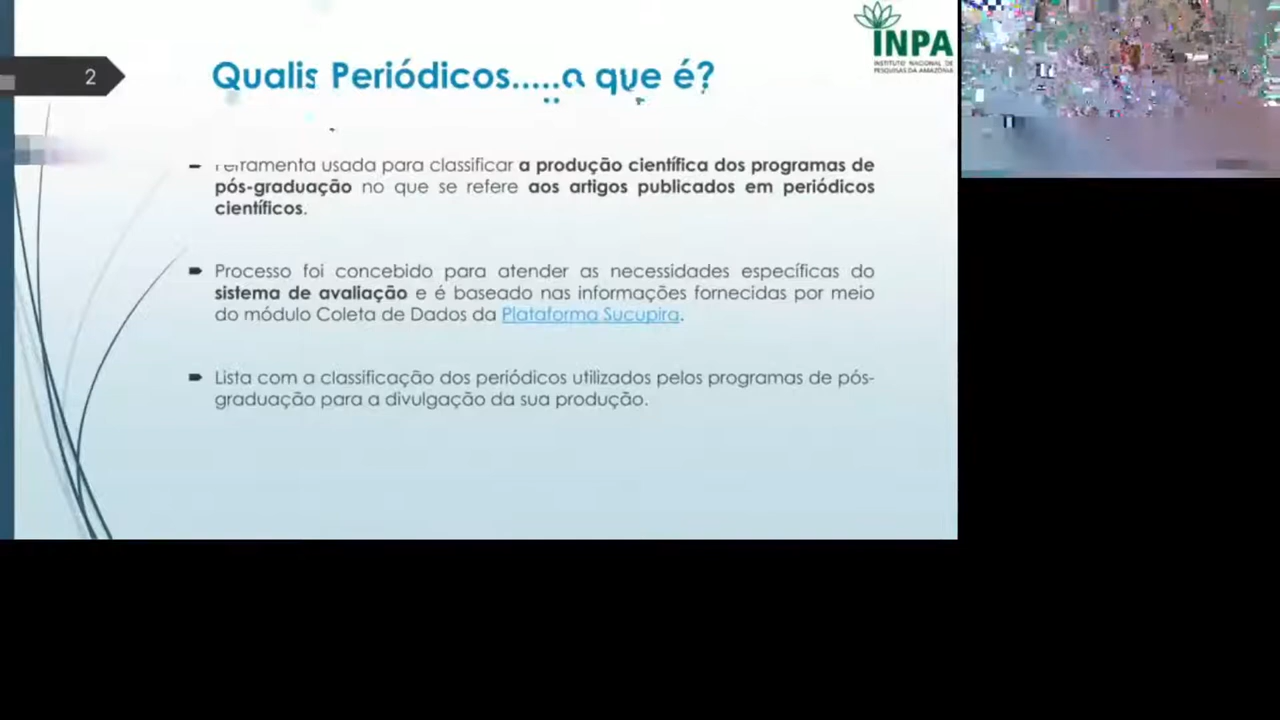 INPA
INSTITUTO NACIONAL DE
PESQUISAS DA AMAZÔNIA
2
Qualis Periódicos.....o que é?
Ferramenta usada para classificar a produção científica dos programas de
pós-graduação no que se refere aos artigos publicados em periódicos
científicos.
Processo foi concebido para atender as necessidades específicas do
sistema de avaliação e é baseado nas informações fornecidas por meio
do módulo Coleta de Dados da Plataforma Sucupira.
Lista com a classificação dos periódicos utilizados pelos programas de pós-
graduação para a divulgação da sua produção.